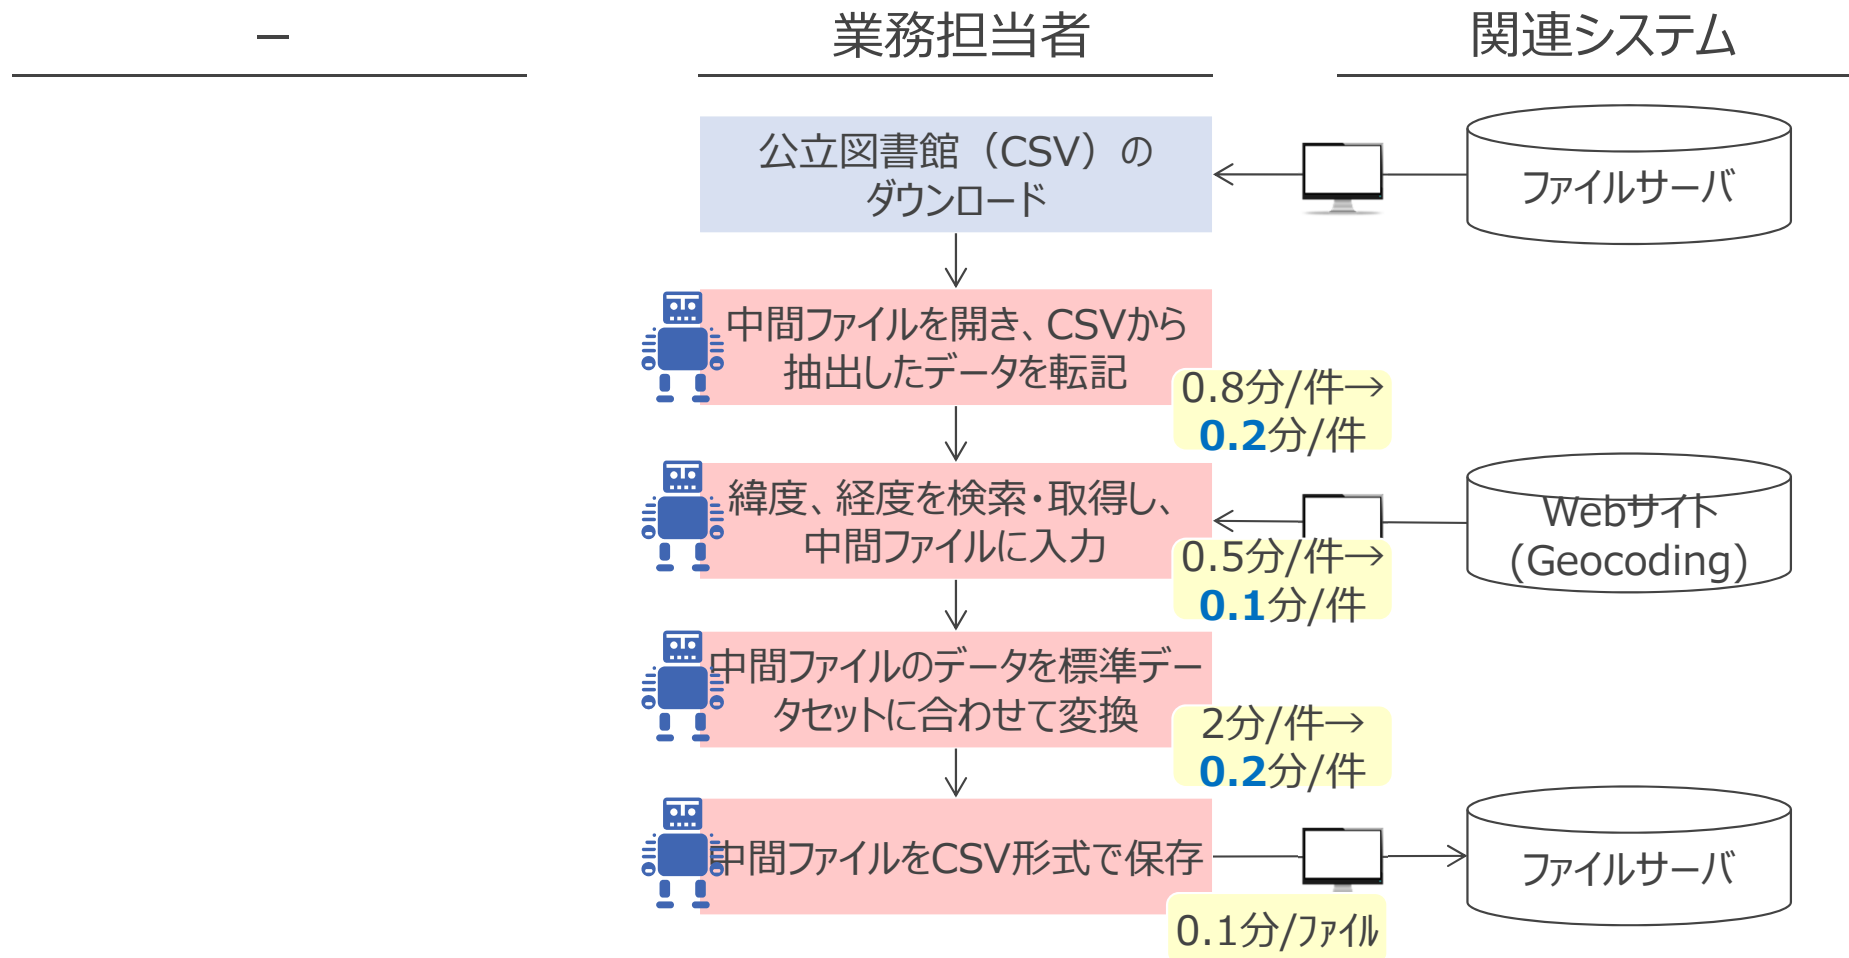 –
業務担当者
関連システム
公立図書館（CSV）の
ダウンロード
ファイルサーバ
中間ファイルを開き、CSVから
抽出したデータを転記
0.8分/件→
0.2分/件
緯度、経度を検索・取得し、
中間ファイルに入力
Webサイト
(Geocoding)
0.5分/件→
0.1分/件
中間ファイルのデータを標準デー
タセットに合わせて変換
2分/件→
0.2分/件
中間ファイルをCSV形式で保存
ファイルサーバ
0.1分/ファイル